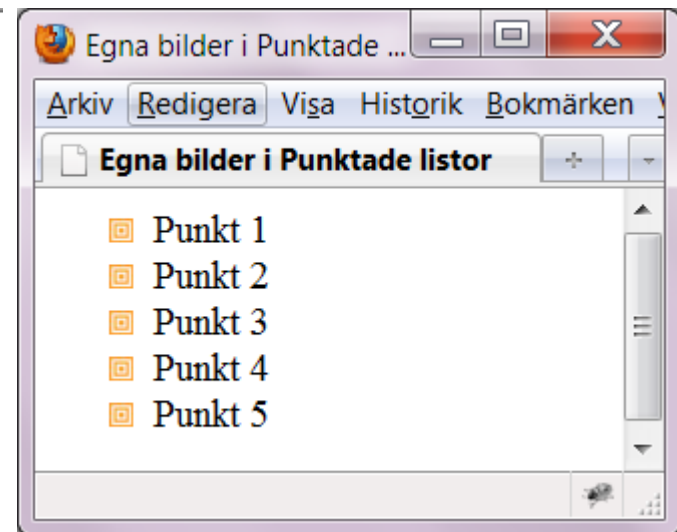 Egna bilder i Punktade ...
Arkiv Redigera Visa Historik Bokmärken
Egna bilder i Punktade listor
Punkt 1
Punkt 2
Punkt 3
Punkt 4
Punkt 5